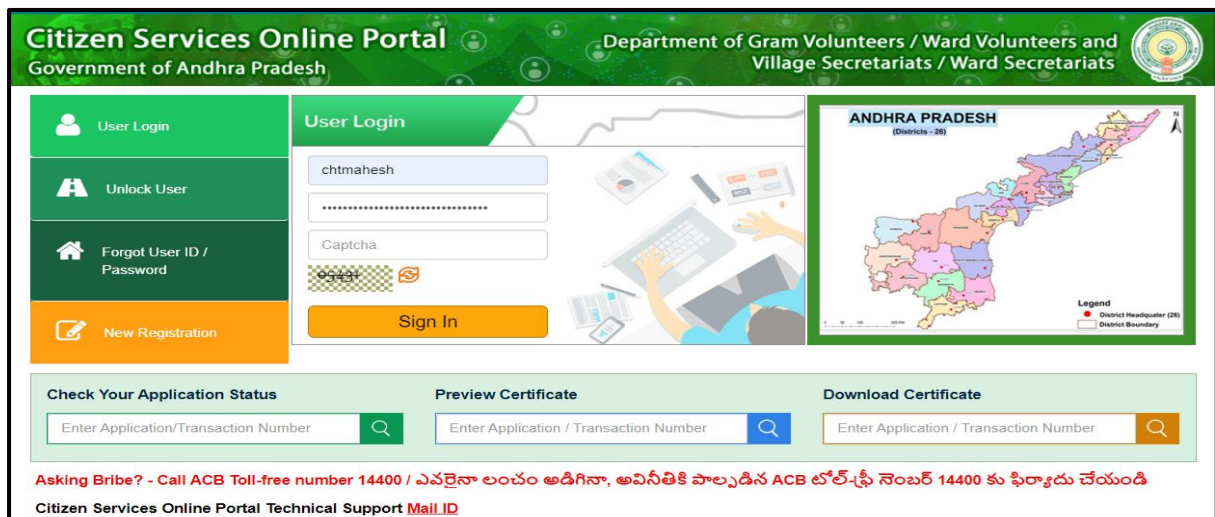 Citizen Services Online Portal
Government of Andhra Pradesh
Department of Gram Volunteers / Ward Volunteers and
Village Secretariats / Ward Secretariats
User Login
Unlock User
Forgot User ID /
Password
New Registration
User Login
chtmahesh
Captcha
05431
Sign In
ANDHRA PRADESH
(Districts - 26)
N
Legend
District Headquater (26)
District Boundary
Check Your Application Status
Enter Application/Transaction Number
Preview Certificate
Enter Application / Transaction Number
Download Certificate
Enter Application / Transaction Number
Asking Bribe? - Call ACB Toll-free number 14400 / ఎవరైనా లంచం అడిగినా, అవినీతికి పాల్పడిన ACB టోల్-ఫ్రీ నెంబర్ 14400 కు ఫిర్యాదు చేయండి
Citizen Services Online Portal Technical Support Mail ID